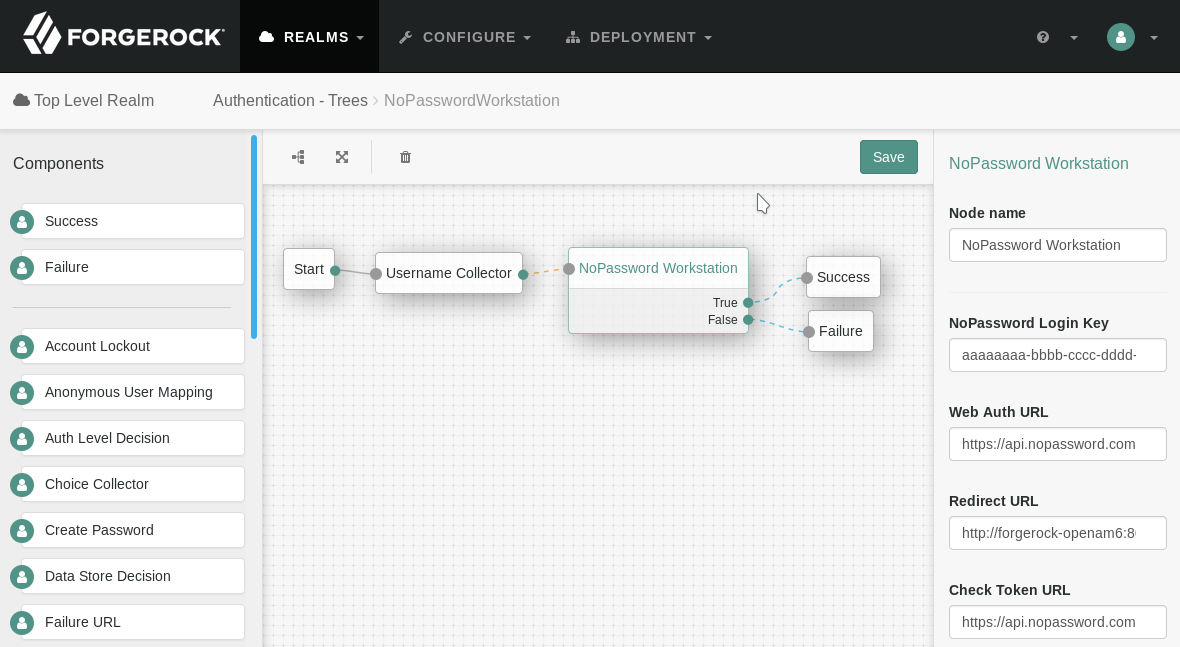 FORGEROCK
REALMS
CONFIGURE
DEPLOYMENT
Top Level Realm
Authentication - Trees
NoPasswordWorkstation
Components
Success
Failure
Account Lockout
Anonymous User Mapping
Auth Level Decision
Choice Collector
Create Password
Data Store Decision
Failure URL
Save
Start
Username Collector
NoPassword Workstation
True
False
Success
Failure
NoPassword Workstation
Node name
NoPassword Workstation
NoPassword Login Key
aaaaaaaa-bbbb-cccc-dddd-
Web Auth URL
https://api.nopassword.com
Redirect URL
http://forgerock-openam6:8
Check Token URL
https://api.nopassword.com